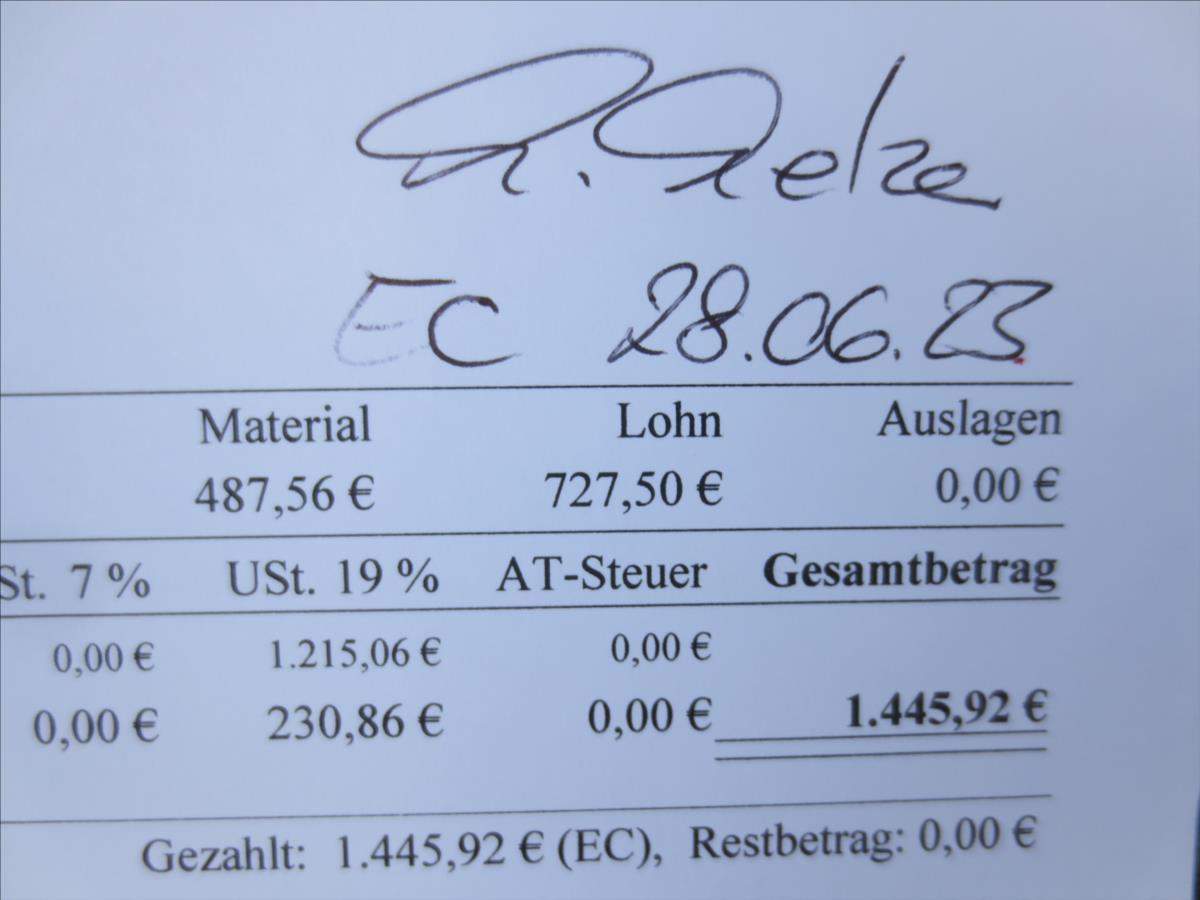 EC 28.06.23
Material Lohn Auslagen
487,56 € 727,50 € 0,00 €
St. 7 % USt. 19 % AT-Steuer Gesamtbetrag
0,00 € 1.215,06 € 0,00 €
0,00 € 230,86 € 0,00 € 1.445,92 €
Gezahlt: 1.445,92 € (EC), Restbetrag: 0,00 €